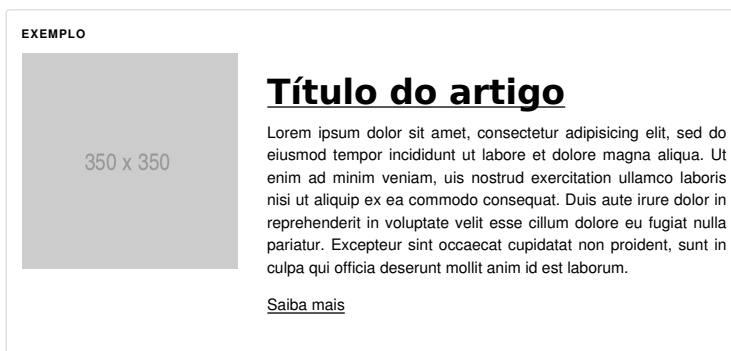 EXEMPLO
350 x 350
Título do artigo
Lorem ipsum dolor sit amet, consectetur adipisicing elit, sed do
eiusmod tempor incididunt ut labore et dolore magna aliqua. Ut
enim ad minim veniam, uis nostrud exercitation ullamco laboris
nisi ut aliquip ex ea commodo consequat. Duis aute irure dolor in
reprehenderit in voluptate velit esse cillum dolore eu fugiat nulla
pariatur. Excepteur sint occaecat cupidatat non proident, sunt in
culpa qui officia deserunt mollit anim id est laborum.
Saiba mais